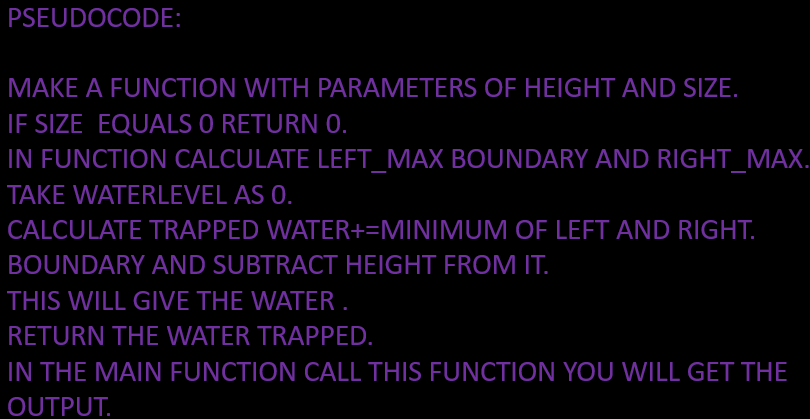 PSEUDOCODE:
MAKE A FUNCTION WITH PARAMETERS OF HEIGHT AND SIZE.
IF SIZE  EQUALS 0 RETURN 0.
IN FUNCTION CALCULATE LEFT_MAX BOUNDARY AND RIGHT_MAX.
TAKE WATERLEVEL AS 0.
CALCULATE TRAPPED WATER+=MINIMUM OF LEFT AND RIGHT.
BOUNDARY AND SUBTRACT HEIGHT FROM IT.
THIS WILL GIVE THE WATER .
RETURN THE WATER TRAPPED.
IN THE MAIN FUNCTION CALL THIS FUNCTION YOU WILL GET THE
OUTPUT.